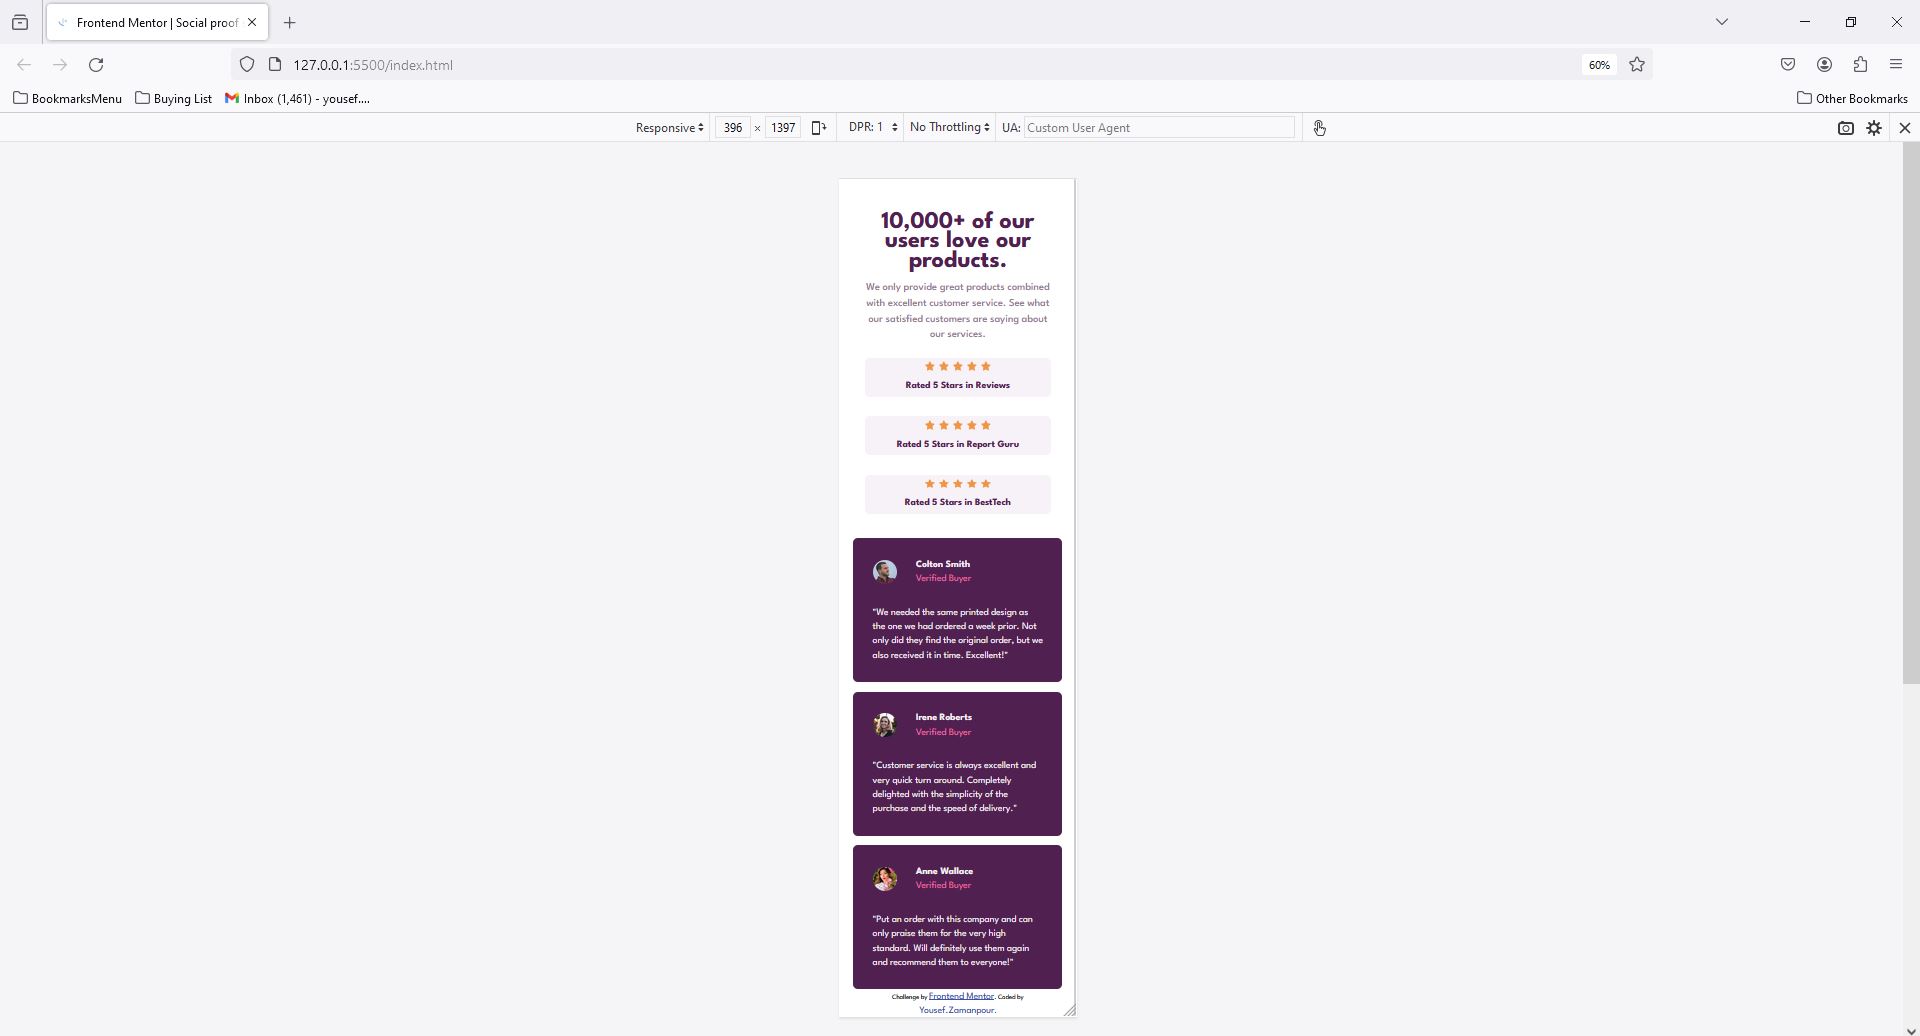 Frontend Mentor | Social proof
127.0.0.1:5500/index.html
60%
BookmarksMenu
Buying List
Inbox (1,461) - yousef....
Other Bookmarks
Responsive
396 × 1397
DPR: 1
No Throttling
UA: Custom User Agent
10,000+ of our
users love our
products.
We only provide great products combined
with excellent customer service. See what
our satisfied customers are saying about
our services.
Rated 5 Stars in Reviews
Rated 5 Stars in Report Guru
Rated 5 Stars in BestTech
Colton Smith
Verified Buyer
"We needed the same printed design as
the one we had ordered a week prior. Not
only did they find the original order, but we
also received it in time. Excellent!"
Irene Roberts
Verified Buyer
"Customer service is always excellent and
very quick turn around. Completely
delighted with the simplicity of the
purchase and the speed of delivery."
Anne Wallace
Verified Buyer
"Put an order with this company and can
only praise them for the very high
standard. Will definitely use them again
and recommend them to everyone!"
Challenge by Frontend Mentor. Coded by
Yousef.Zamanpour.